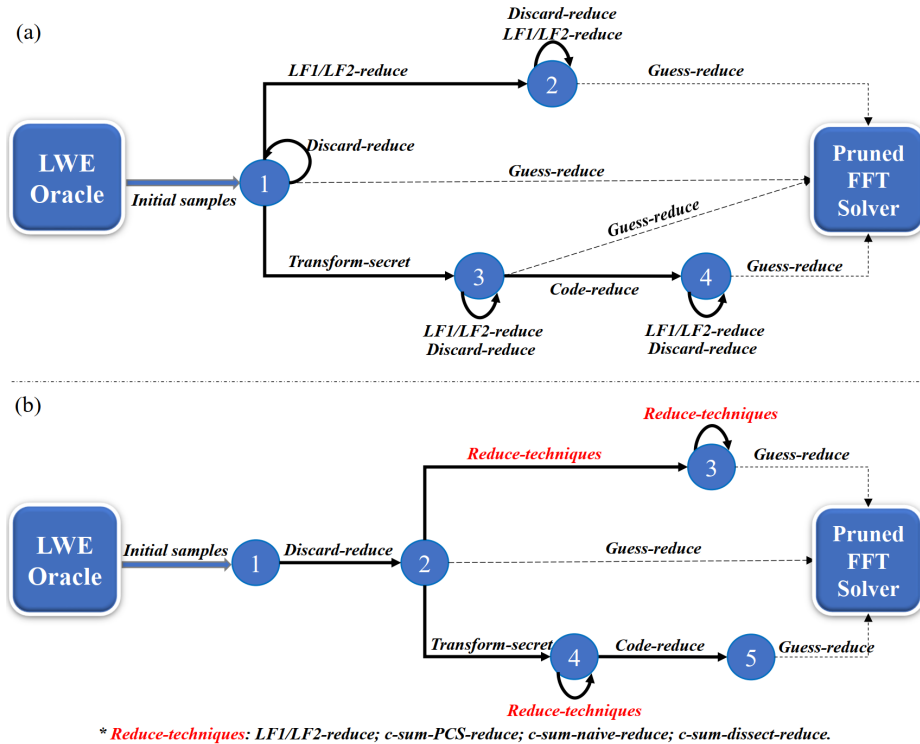 (a)
Discard-reduce
LF1/LF2-reduce
LF1/LF2-reduce
2
Guess-reduce
LWE
Oracle
Initial samples
Discard-reduce
1
Guess-reduce
Pruned
FFT
Solver
Guess-reduce
Transform-secret
3
Code-reduce
4
Guess-reduce
LF1/LF2-reduce
Discard-reduce
LF1/LF2-reduce
Discard-reduce
(b)
Reduce-techniques
Reduce-techniques
3
Guess-reduce
LWE
Oracle
Initial samples
1
Discard-reduce
2
Guess-reduce
Pruned
FFT
Solver
Transform-secret
4
Code-reduce
5
Guess-reduce
Reduce-techniques
* Reduce-techniques: LF1/LF2-reduce; c-sum-PCS-reduce; c-sum-naive-reduce; c-sum-dissect-reduce.